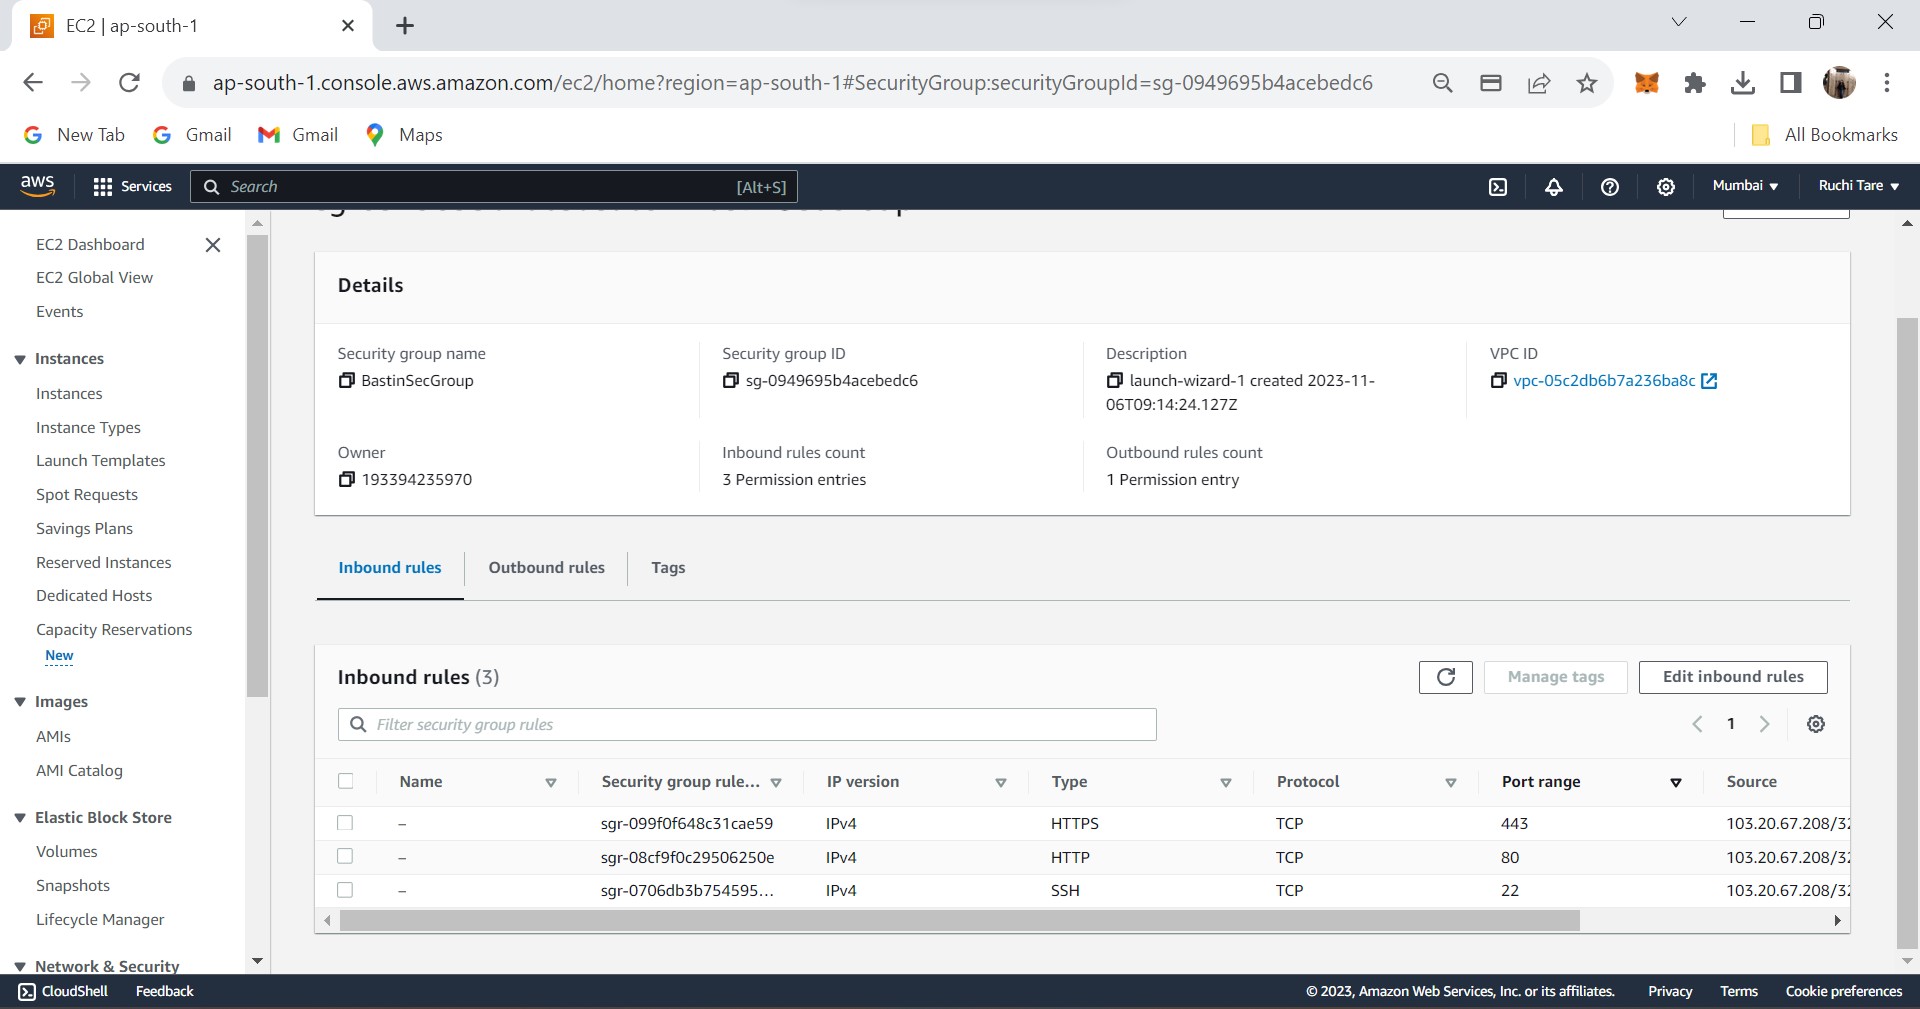 EC2 | ap-south-1
ap-south-1.console.aws.amazon.com/ec2/home?region=ap-south-1#SecurityGroup:securityGroupId=sg-0949695b4acebedc6
New Tab
Gmail
Gmail
Maps
All Bookmarks
aws
Services
Search
[Alt+S]
Mumbai
Ruchi Tare
EC2 Dashboard
EC2 Global View
Events
Instances
Instances
Instance Types
Launch Templates
Spot Requests
Savings Plans
Reserved Instances
Dedicated Hosts
Capacity Reservations
New
Images
AMIs
AMI Catalog
Elastic Block Store
Volumes
Snapshots
Lifecycle Manager
Network & Security
Details
Security group name
BastinSecGroup
Security group ID
sg-0949695b4acebedc6
Description
launch-wizard-1 created 2023-11-
06T09:14:24.127Z
VPC ID
vpc-05c2db6b7a236ba8c
Owner
193394235970
Inbound rules count
3 Permission entries
Outbound rules count
1 Permission entry
Inbound rules
Outbound rules
Tags
Inbound rules (3)
Manage tags
Edit inbound rules
Filter security group rules
1
Name
Security group rule...
IP version
Type
Protocol
Port range
Source
– sgr-099f0f648c31cae59 IPv4 HTTPS TCP 443 103.20.67.208/32
– sgr-08cf9f0c29506250e IPv4 HTTP TCP 80 103.20.67.208/32
– sgr-0706db3b754595... IPv4 SSH TCP 22 103.20.67.208/32
CloudShell
Feedback
© 2023, Amazon Web Services, Inc. or its affiliates.
Privacy
Terms
Cookie preferences